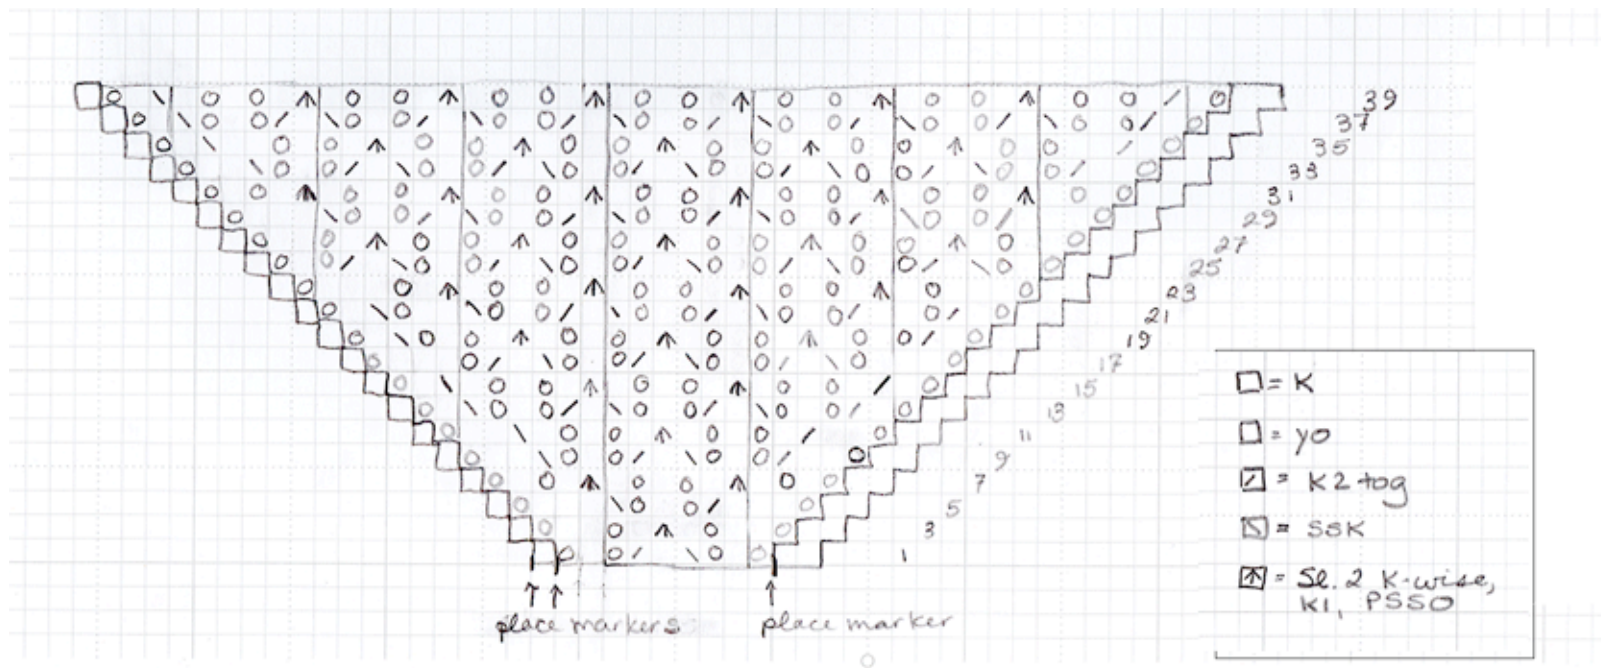 39
37
35
33
31
29
27
25
23
21
19
17
15
13
11
9
7
5
3
1
□ = K
□ = yo
/ = K2tog
\ = SSK
↑ = Sl. 2 K-wise,
K1, PSSO
place markers
place marker